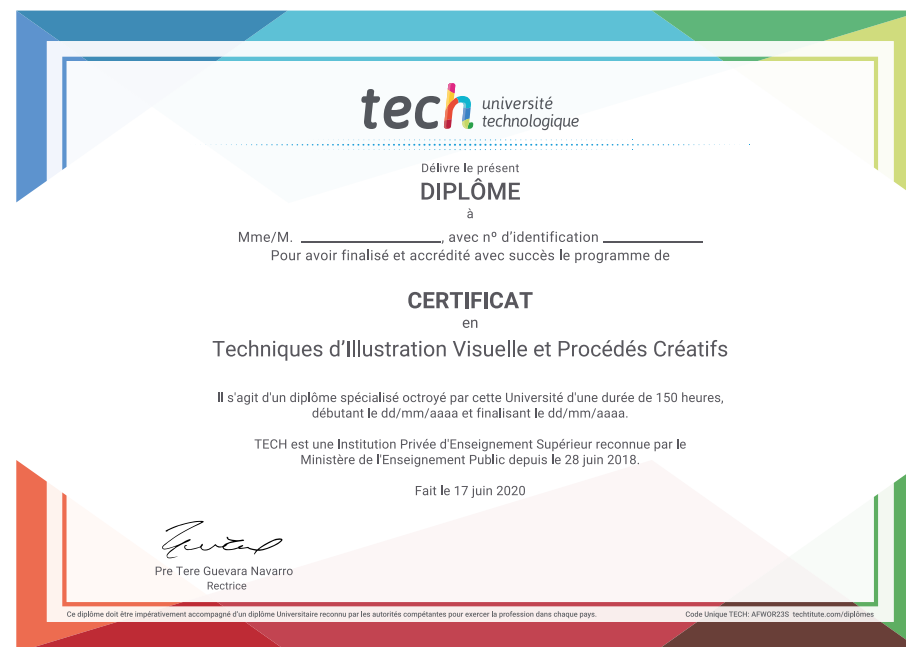 tech université
technologique
Délivre le présent
DIPLÔME
à
Mme/M. ____________________, avec nº d'identification ______________
Pour avoir finalisé et accrédité avec succès le programme de
CERTIFICAT
en
Techniques d'Illustration Visuelle et Procédés Créatifs
Il s'agit d'un diplôme spécialisé octroyé par cette Université d'une durée de 150 heures,
débutant le dd/mm/aaaa et finalisant le dd/mm/aaaa.
TECH est une Institution Privée d'Enseignement Supérieur reconnue par le
Ministère de l'Enseignement Public depuis le 28 juin 2018.
Fait le 17 juin 2020
Pre Tere Guevara Navarro
Rectrice
Ce diplôme doit être impérativement accompagné d'un diplôme Universitaire reconnu par les autorités compétantes pour exercer la profession dans chaque pays.
Code Unique TECH: AFWOR23S techtitute.com/diplômes